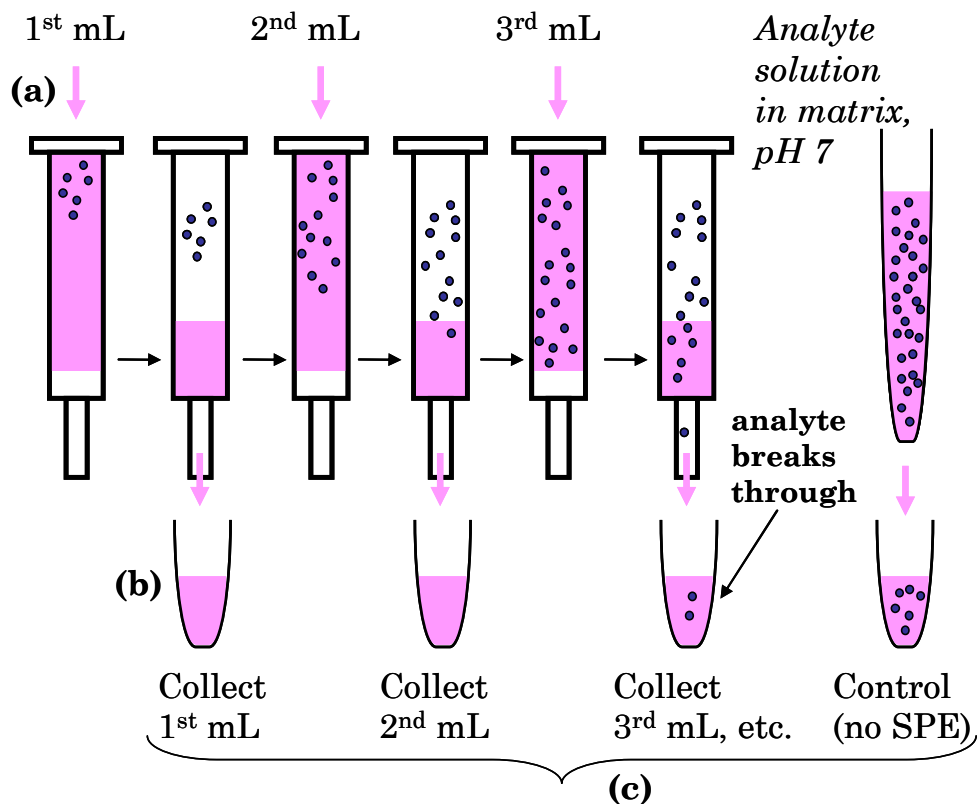 1st mL
2nd mL
3rd mL
Analyte
solution
in matrix,
pH 7
(a)
analyte
breaks
through
(b)
Collect
1st mL
Collect
2nd mL
Collect
3rd mL, etc.
Control
(no SPE)
(c)